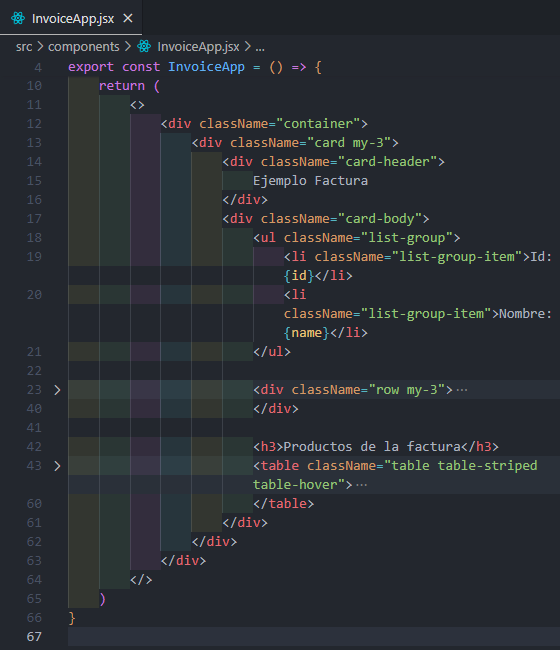 InvoiceApp.jsx ×
src > components > InvoiceApp.jsx > ...
4 export const InvoiceApp = () => {
10 return (
11 <>
12 <div className="container">
13 <div className="card my-3">
14 <div className="card-header">
15 Ejemplo Factura
16 </div>
17 <div className="card-body">
18 <ul className="list-group">
19 <li className="list-group-item">Id:
{id}</li>
20 <li
className="list-group-item">Nombre:
{name}</li>
21 </ul>
22
23 > <div className="row my-3">⋯
40 </div>
41
42 <h3>Productos de la factura</h3>
43 > <table className="table table-striped
table-hover">⋯
60 </table>
61 </div>
62 </div>
63 </div>
64 </>
65 )
66 }
67